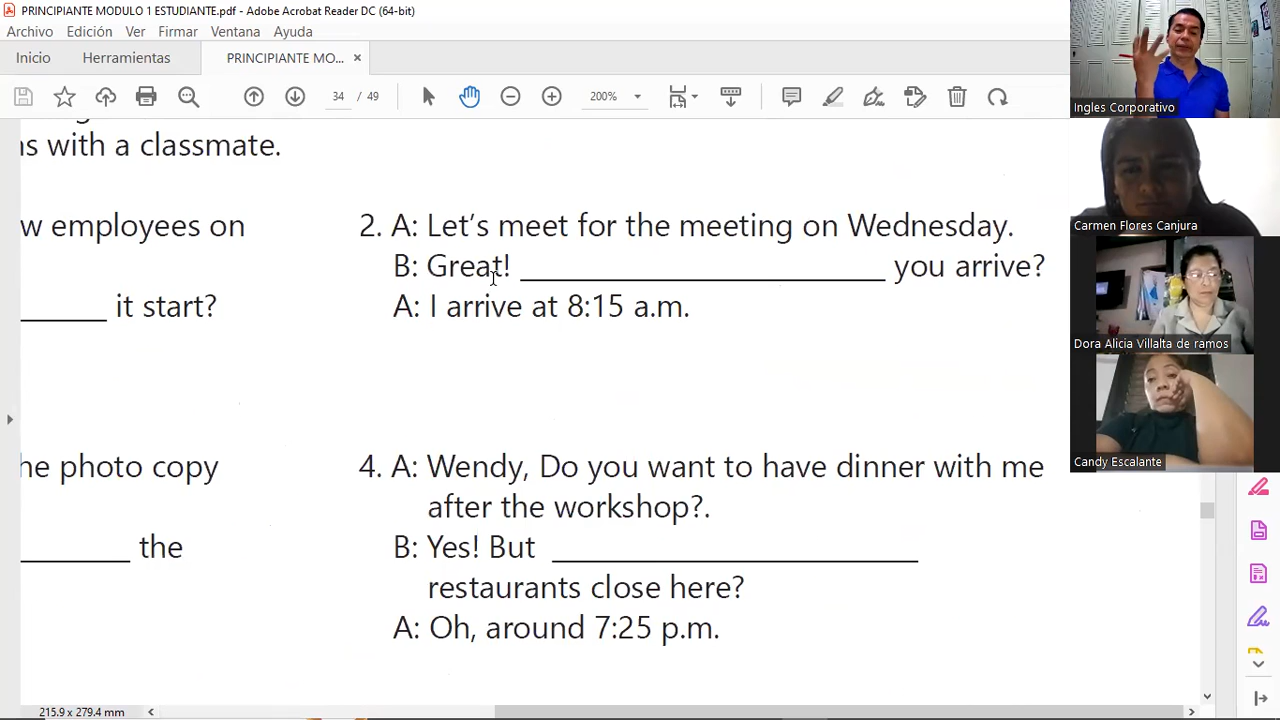 PRINCIPIANTE MODULO 1 ESTUDIANTE.pdf - Adobe Acrobat Reader DC (64-bit)
Archivo Edición Ver Firmar Ventana Ayuda
Inicio Herramientas PRINCIPIANTE MO... ×
34 / 49 200%
ns with a classmate.
w employees on
it start?
he photo copy
the
2. A: Let's meet for the meeting on Wednesday.
B: Great! ______________________ you arrive?
A: I arrive at 8:15 a.m.
4. A: Wendy, Do you want to have dinner with me
after the workshop?.
B: Yes! But ______________________
restaurants close here?
A: Oh, around 7:25 p.m.
215.9 x 279.4 mm
Ingles Corporativo
Carmen Flores Canjura
Dora Alicia Villalta de ramos
Candy Escalante